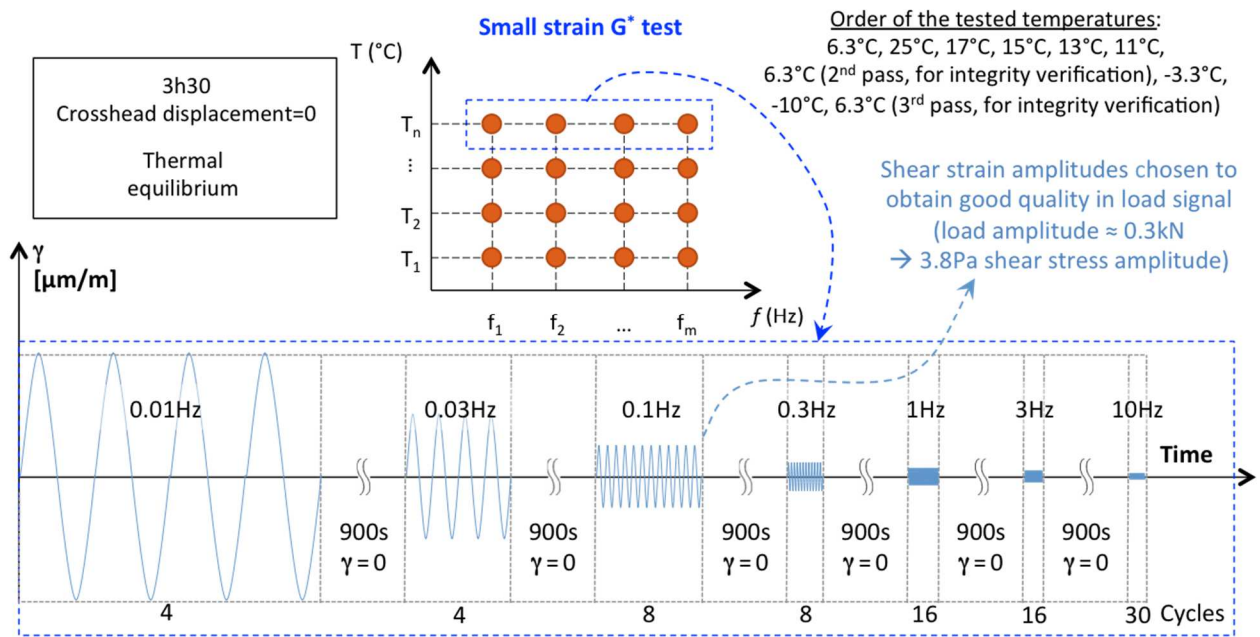 Small strain G* test
Order of the tested temperatures:
6.3°C, 25°C, 17°C, 15°C, 13°C, 11°C,
6.3°C (2nd pass, for integrity verification), -3.3°C,
-10°C, 6.3°C (3rd pass, for integrity verification)
3h30
Crosshead displacement=0
Thermal
equilibrium
T (°C)
Tn
⋮
T2
T1
f1 f2 ... fm
f (Hz)
Shear strain amplitudes chosen to
obtain good quality in load signal
(load amplitude ≈ 0.3kN
→ 3.8Pa shear stress amplitude)
γ
[μm/m]
0.01Hz 0.03Hz 0.1Hz 0.3Hz 1Hz 3Hz 10Hz
Time
900s 900s 900s 900s 900s 900s
γ = 0 γ = 0 γ = 0 γ = 0 γ = 0 γ = 0
4 4 8 8 16 16 30 Cycles